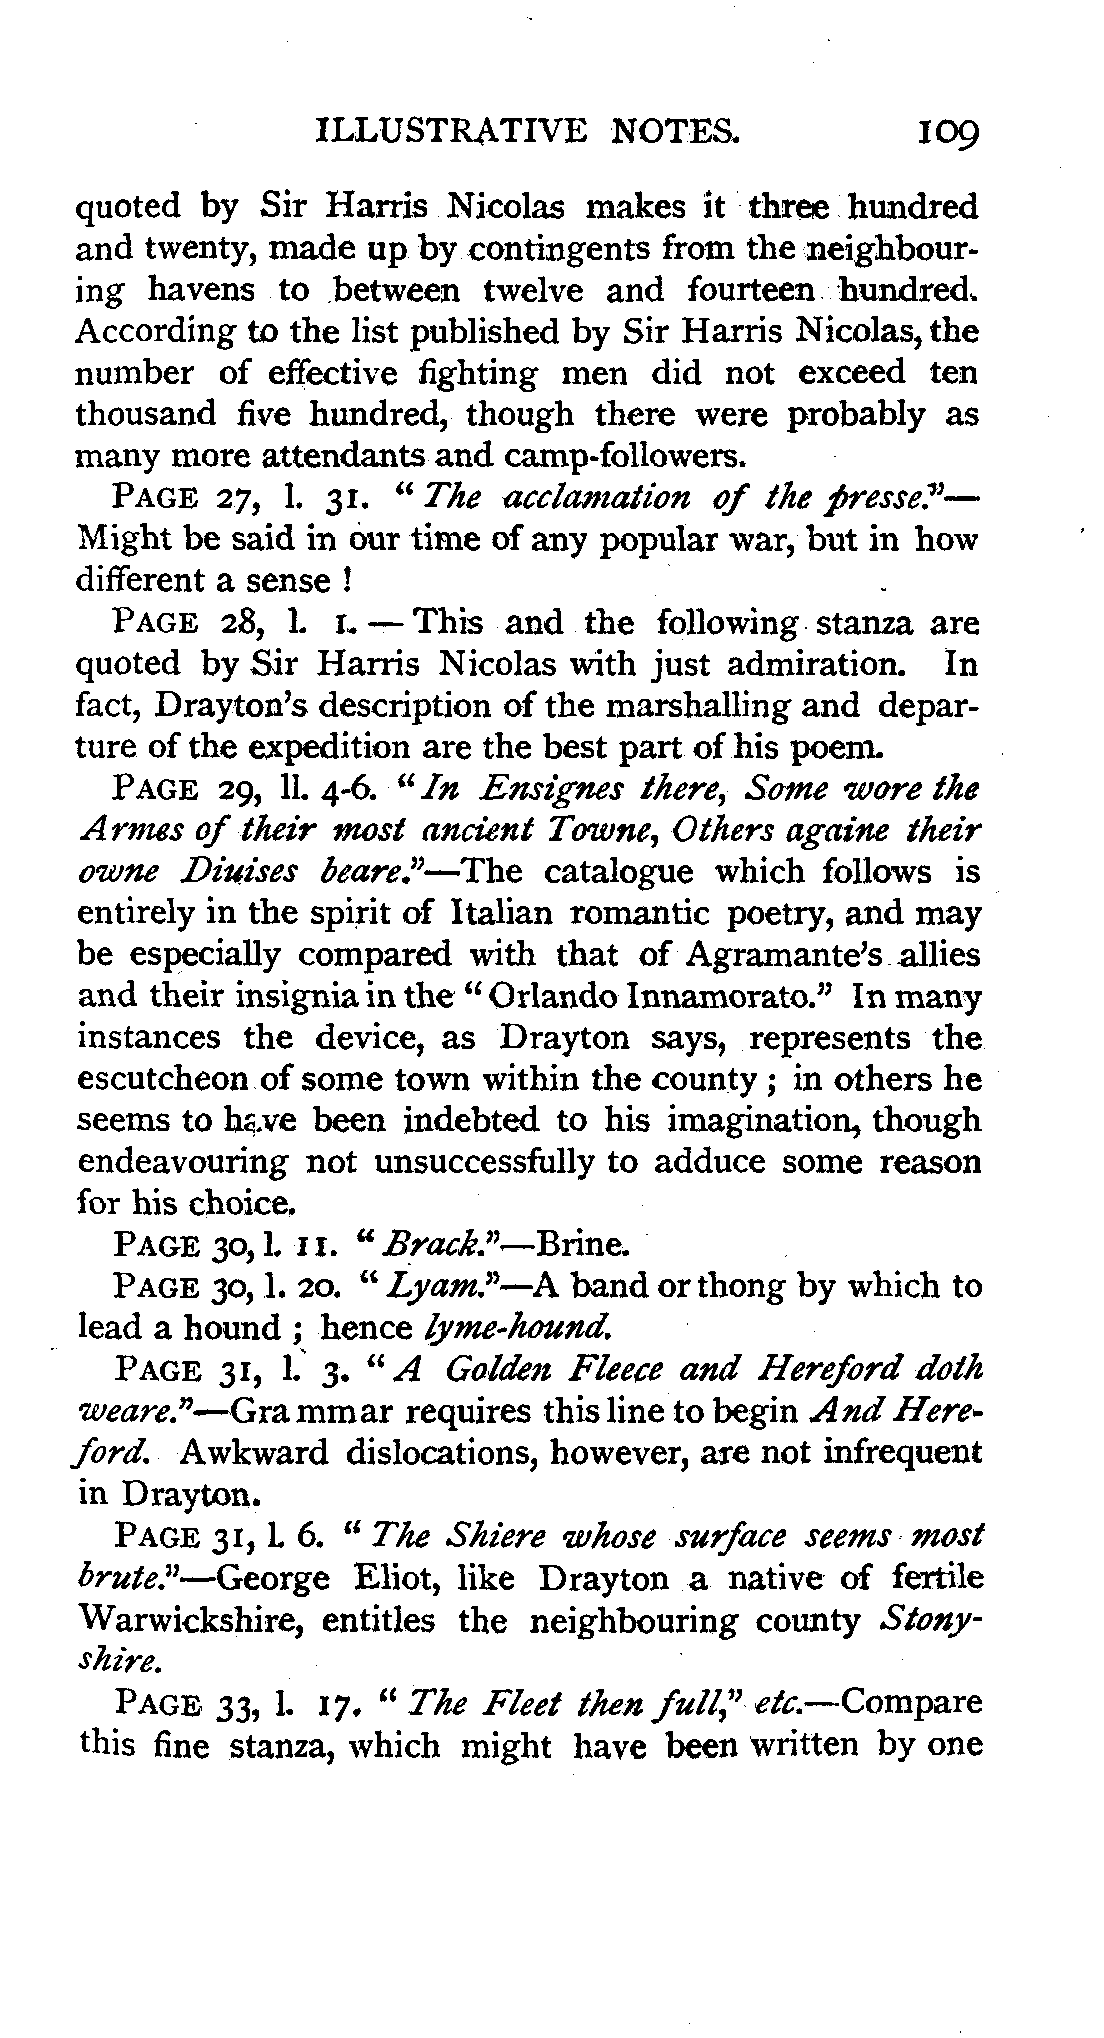 ILLUSTRATIVE NOTES. 109
quoted by Sir Harris Nicolas makes it three hundred
and twenty, made up by contingents from the neighbour-
ing havens to between twelve and fourteen hundred.
According to the list published by Sir Harris Nicolas, the
number of effective fighting men did not exceed ten
thousand five hundred, though there were probably as
many more attendants and camp-followers.
PAGE 27, l. 31. "The acclamation of the presse."—
Might be said in our time of any popular war, but in how
different a sense !
PAGE 28, l. 1. — This and the following stanza are
quoted by Sir Harris Nicolas with just admiration. In
fact, Drayton's description of the marshalling and depar-
ture of the expedition are the best part of his poem.
PAGE 29, ll. 4-6. "In Ensignes there, Some wore the
Armes of their most ancient Towne, Others againe their
owne Diuises beare."—The catalogue which follows is
entirely in the spirit of Italian romantic poetry, and may
be especially compared with that of Agramante's allies
and their insignia in the "Orlando Innamorato." In many
instances the device, as Drayton says, represents the
escutcheon of some town within the county ; in others he
seems to have been indebted to his imagination, though
endeavouring not unsuccessfully to adduce some reason
for his choice.
PAGE 30, l. 11. "Brack."—Brine.
PAGE 30, l. 20. "Lyam."—A band or thong by which to
lead a hound ; hence lyme-hound.
PAGE 31, l. 3. "A Golden Fleece and Hereford doth
weare."—Grammar requires this line to begin And Here-
ford. Awkward dislocations, however, are not infrequent
in Drayton.
PAGE 31, l. 6. "The Shiere whose surface seems most
brute."—George Eliot, like Drayton a native of fertile
Warwickshire, entitles the neighbouring county Stony-
shire.
PAGE 33, l. 17. "The Fleet then full," etc.—Compare
this fine stanza, which might have been written by one